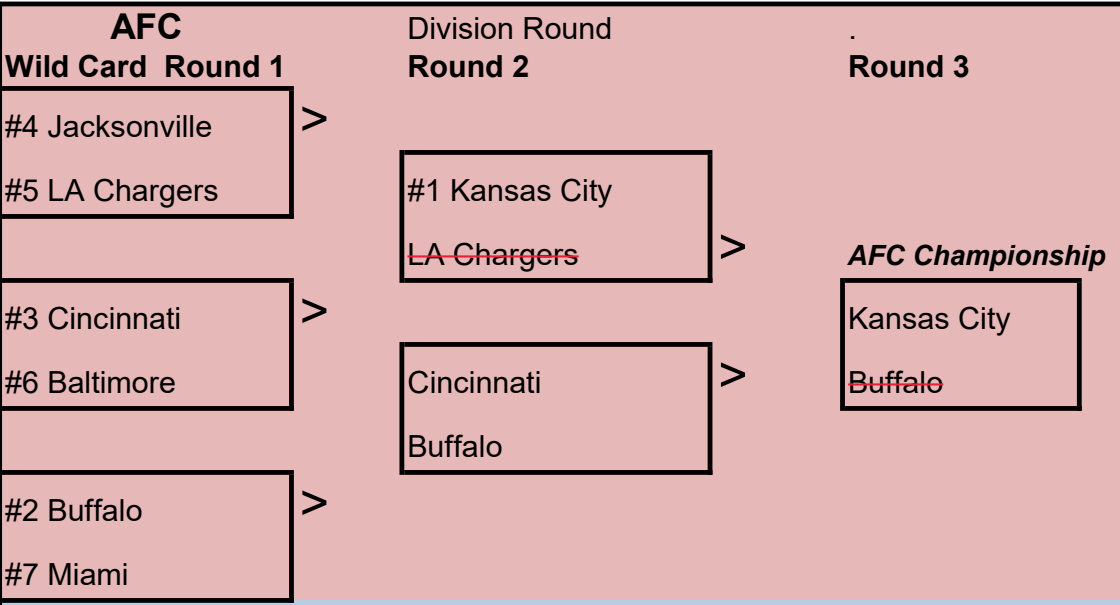 AFC
Wild Card Round 1
#4 Jacksonville
#5 LA Chargers
>
#3 Cincinnati
#6 Baltimore
>
#2 Buffalo
#7 Miami
>
Division Round
Round 2
#1 Kansas City
LA Chargers
>
Cincinnati
Buffalo
>
.
Round 3
AFC Championship
Kansas City
Buffalo